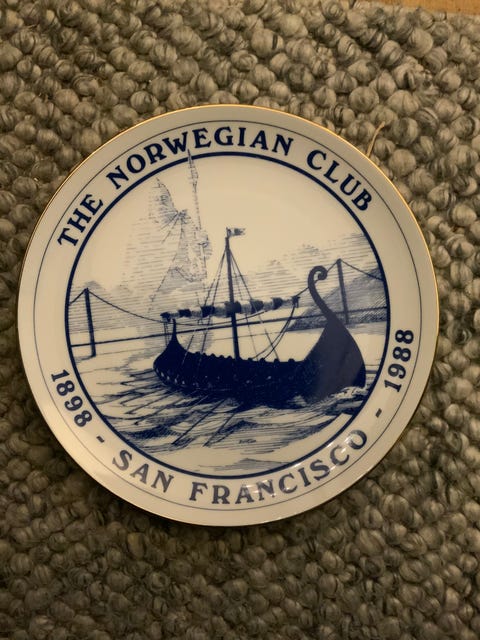 THE NORWEGIAN CLUB
1898 - SAN FRANCISCO - 1988